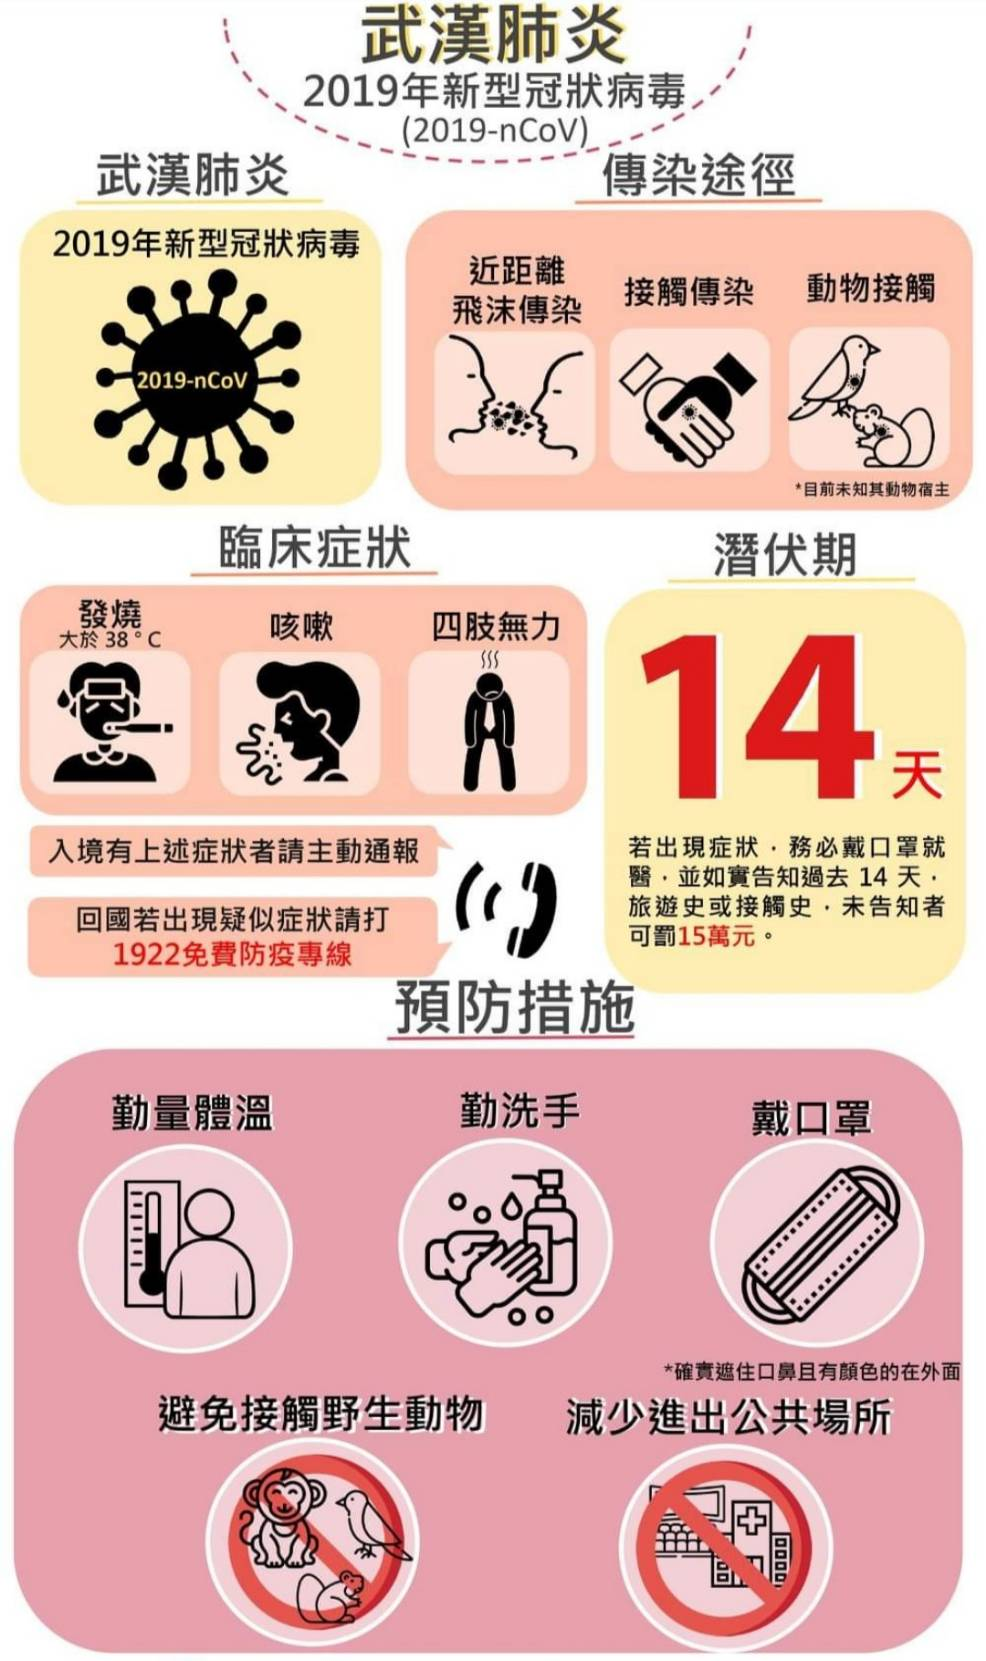 武漢肺炎
2019年新型冠狀病毒
(2019-nCoV)
武漢肺炎
2019年新型冠狀病毒
2019-nCoV
傳染途徑
近距離
飛沫傳染
接觸傳染
動物接觸
*目前未知其動物宿主
臨床症狀
發燒
大於 38°C
咳嗽
四肢無力
入境有上述症狀者請主動通報
回國若出現疑似症狀請打
1922免費防疫專線
潛伏期
14天
若出現症狀，務必戴口罩就
醫，並如實告知過去 14 天，
旅遊史或接觸史，未告知者
可罰15萬元。
預防措施
勤量體溫
勤洗手
戴口罩
*確實遮住口鼻且有顏色的在外面
避免接觸野生動物
減少進出公共場所